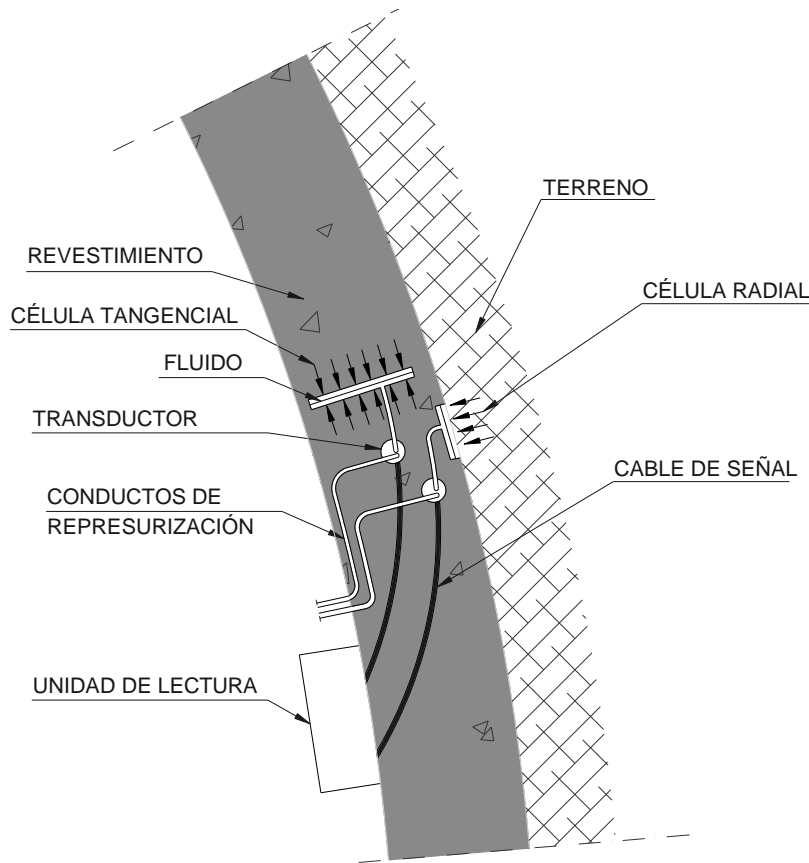 TERRENO
REVESTIMIENTO
CÉLULA RADIAL
CÉLULA TANGENCIAL
FLUIDO
TRANSDUCTOR
CABLE DE SEÑAL
CONDUCTOS DE
REPRESURIZACIÓN
UNIDAD DE LECTURA